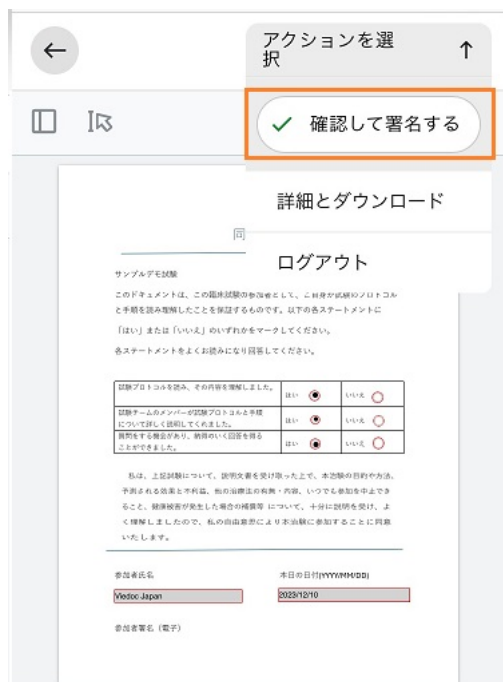 アクションを選
択
確認して署名する
詳細とダウンロード
ログアウト
同
サンプルデモ試験
このドキュメントは、この臨床試験の参加者として、ご自身が試験のプロトコル
と手順を読み理解したことを保証するものです。以下の各ステートメントに
「はい」または「いいえ」のいずれかをマークしてください。
各ステートメントをよくお読みになり回答してください。
試験プロトコルを読み、その内容を理解しました。 はい いいえ
試験チームのメンバーが試験プロトコルと手順
について詳しく説明してくれました。 はい いいえ
質問をする機会があり、納得のいく回答を得る
ことができました。 はい いいえ
私は、上記試験について、説明文書を受け取った上で、本治験の目的や方法、
予測される効果と不利益、他の治療法の有無・内容、いつでも参加を中止でき
ること、健康被害が発生した場合の補償等 について、十分に説明を受け、よ
く理解しましたので、私の自由意思により本治験に参加することに同意
いたします。
参加者氏名 本日の日付(YYYY/MM/DD)
Viedoc Japan 2023/12/10
参加者署名（電子）